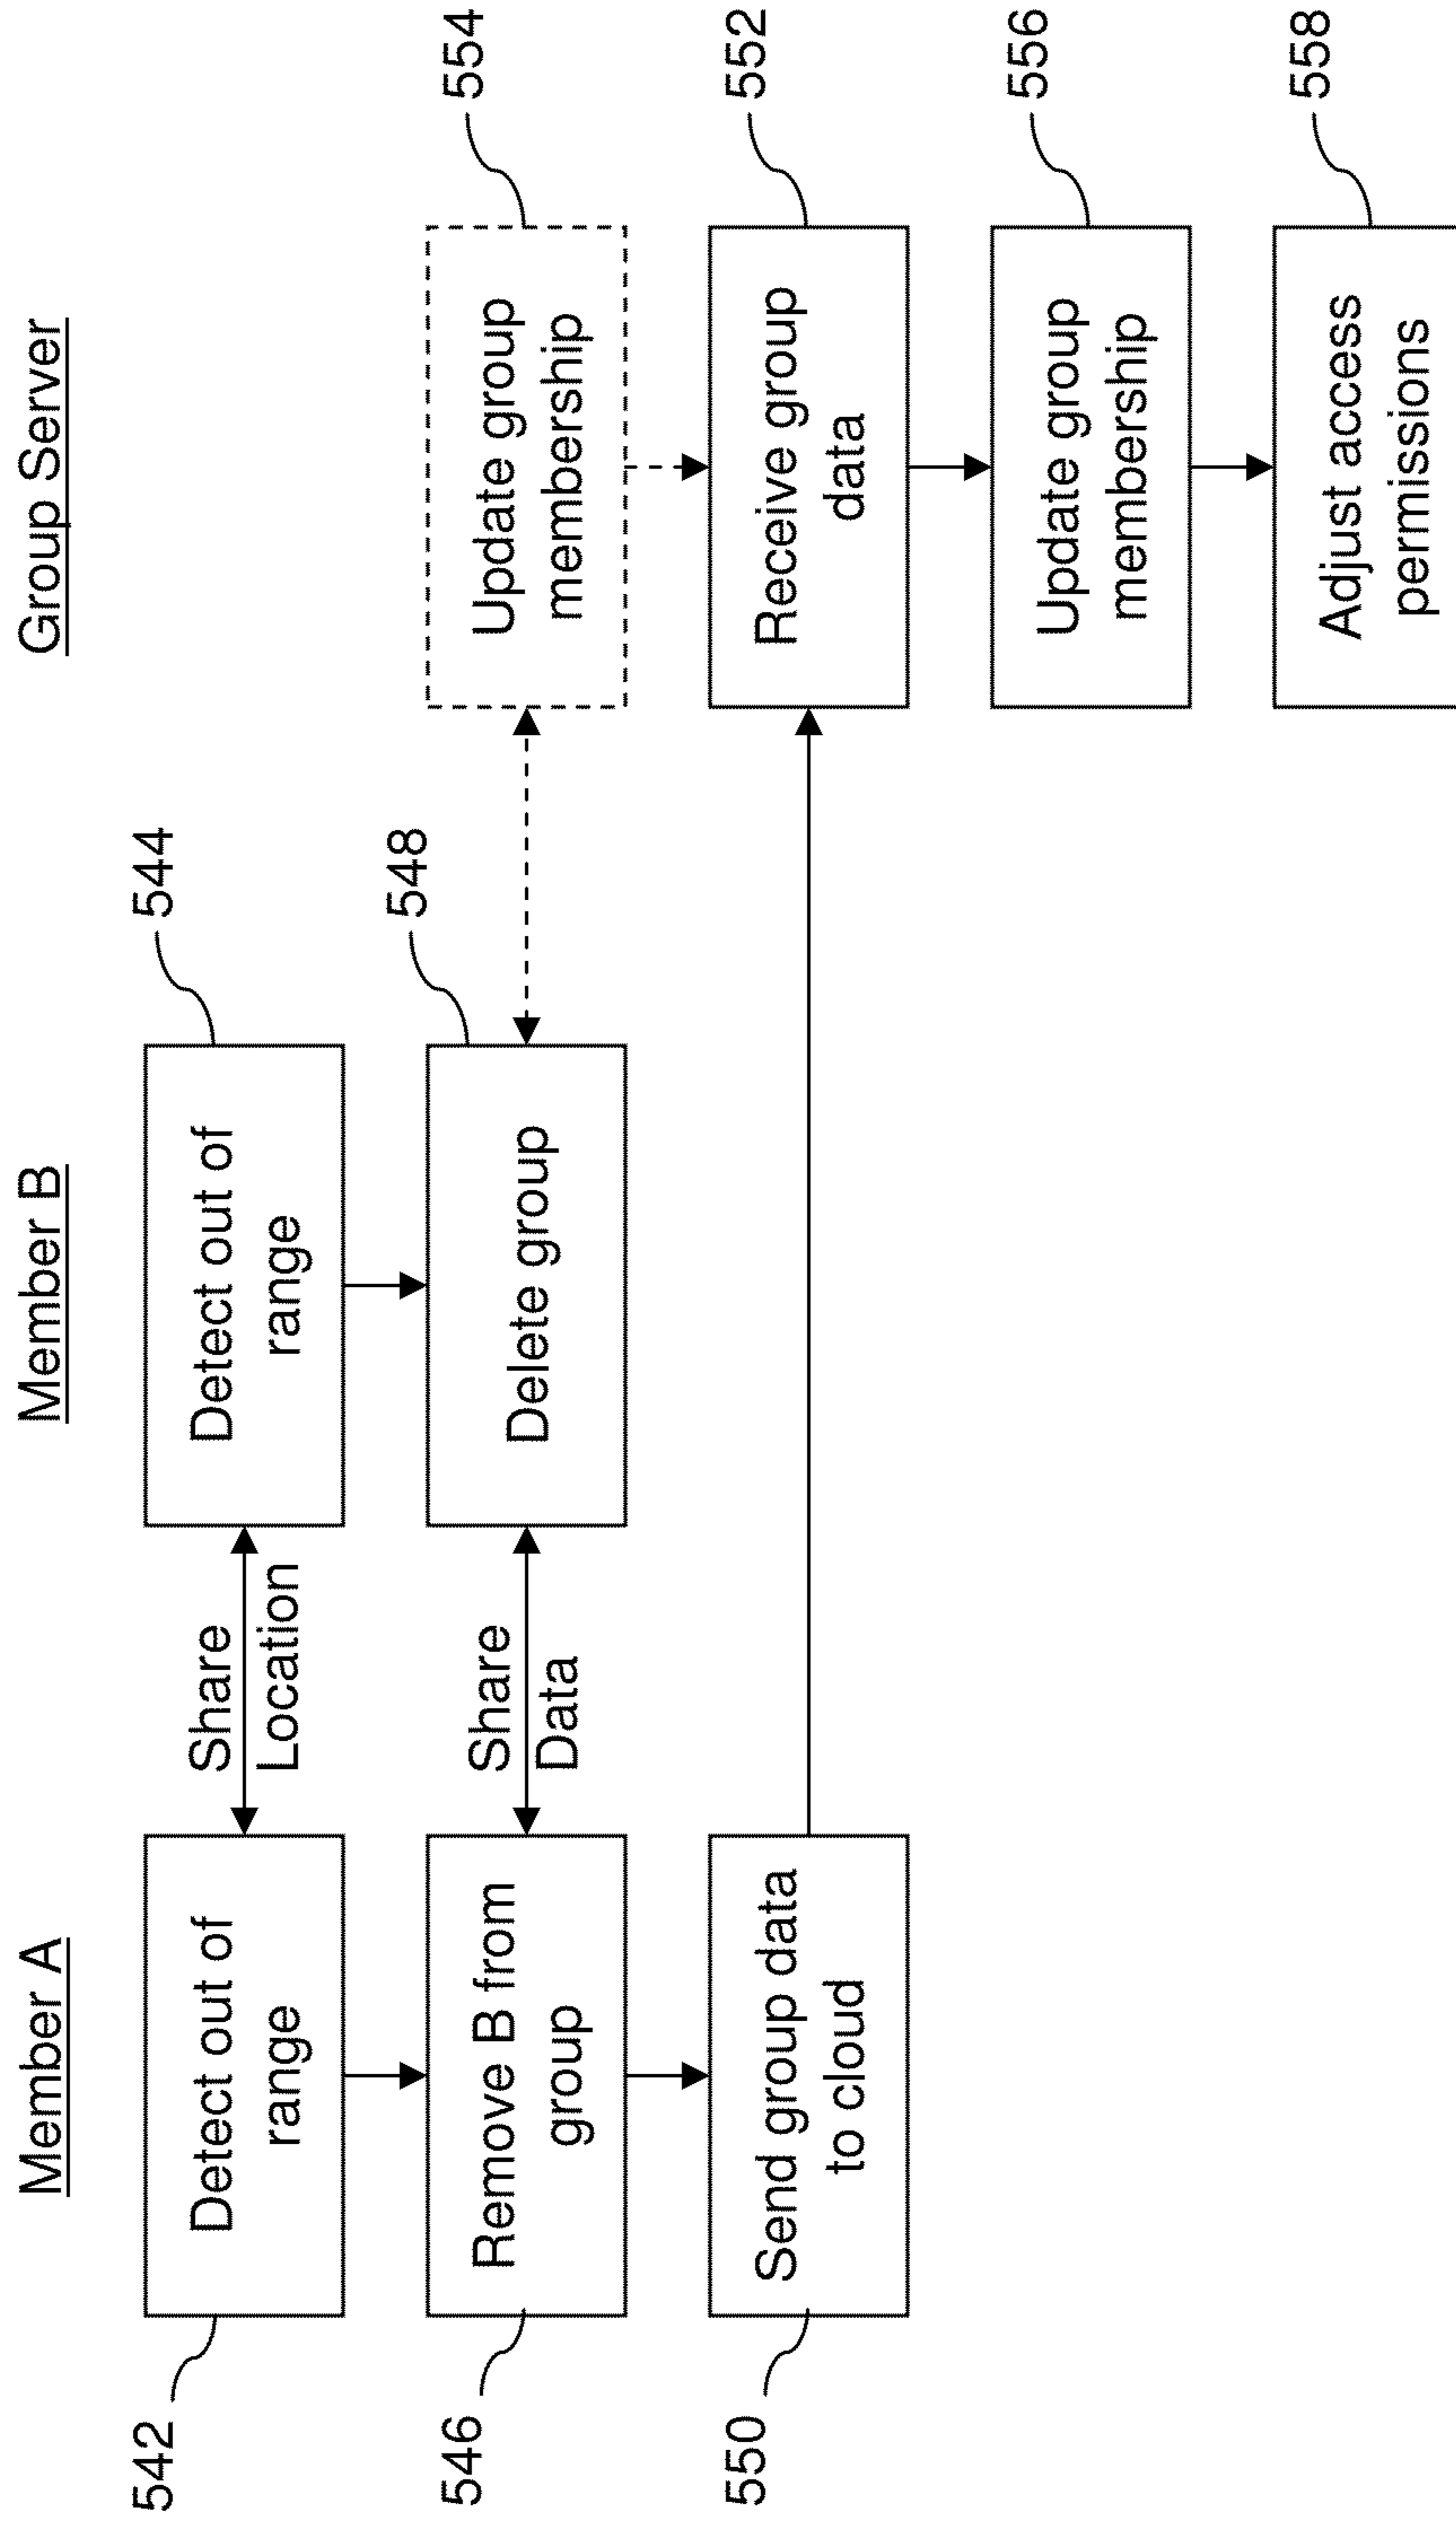 Member A
Member B
Group Server
542
Detect out of
range
Share
Location
Detect out of
range
544
546
Remove B from
group
Share
Data
Delete group
548
Update group
membership
554
550
Send group data
to cloud
Receive group
data
552
Update group
membership
556
Adjust access
permissions
558